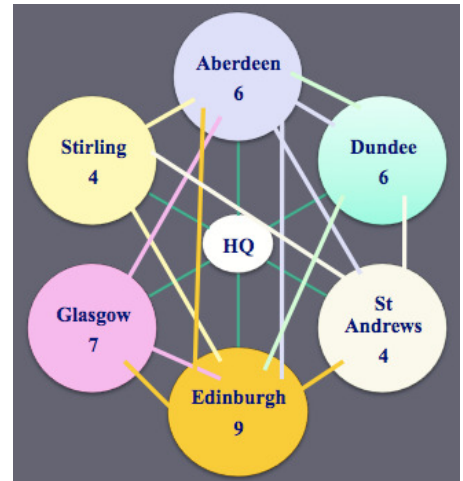 Aberdeen
6
Stirling
4
Dundee
6
HQ
Glasgow
7
St
Andrews
4
Edinburgh
9